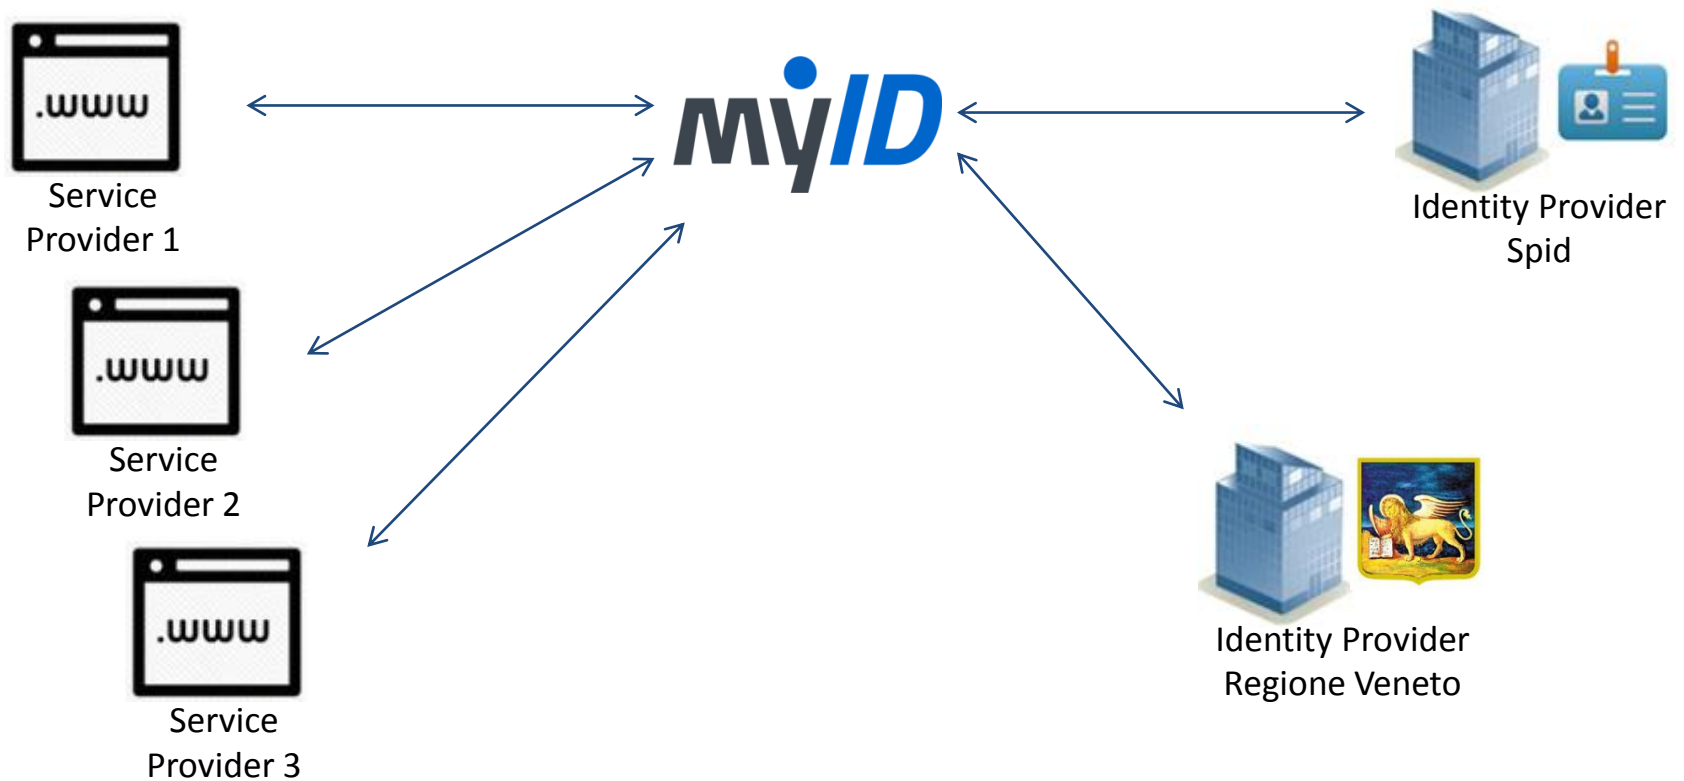 .www
Service
Provider 1
.www
Service
Provider 2
.www
Service
Provider 3
myID
Identity Provider
Spid
Identity Provider
Regione Veneto